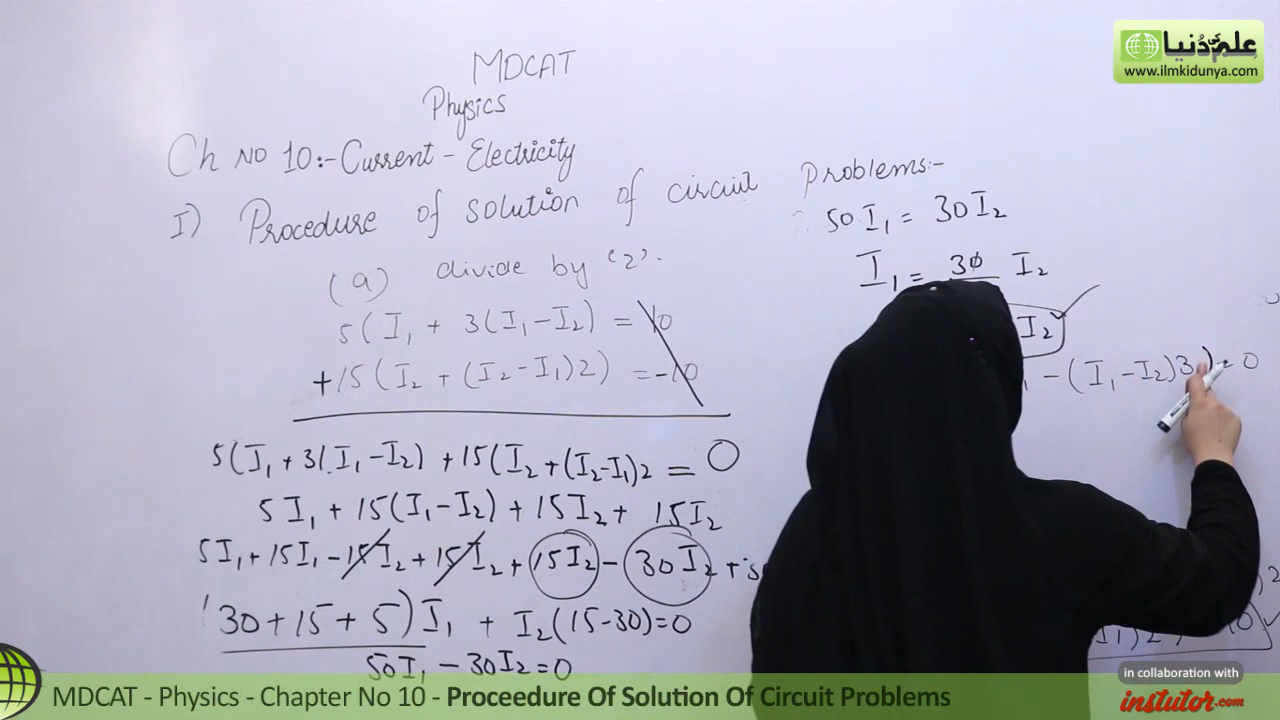 علم کی دُنیا
www.ilmkidunya.com
MDCAT
Physics
Ch No 10:- Current - Electricity
I) Procedure of solution of circuit Problems:-
(a) divide by '2'.
5(I₁ + 3(I₁-I₂) = 10
+15(I₂ + (I₂-I₁)2) = -10
5(I₁ + 3(I₁-I₂) + 15(I₂ + (I₂-I₁)2 = 0
5I₁ + 15(I₁-I₂) + 15I₂ + 15I₂
5I₁ + 15I₁ - 15I₂ + 15I₂ + 15I₂ - 30I₂ +
(30 + 15 + 5)I₁ + I₂(15-30)=0
50I₁ - 30I₂ = 0
50I₁ = 30I₂
I₁ = 30 I₂
I₂
- (I₁-I₂)3) = 0
in collaboration with
instutor.com
MDCAT - Physics - Chapter No 10 - Proceedure Of Solution Of Circuit Problems